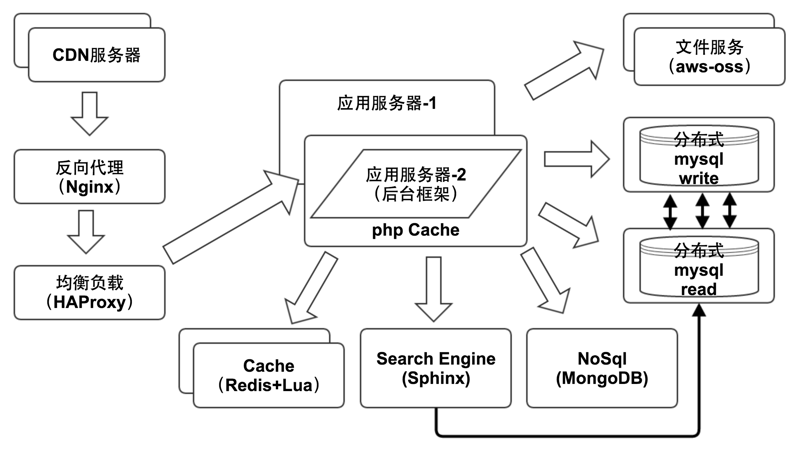 CDN服务器
反向代理
（Nginx）
均衡负载
（HAProxy）
应用服务器-1
应用服务器-2
（后台框架）
php Cache
文件服务
（aws-oss）
分布式
mysql
write
分布式
mysql
read
Cache
（Redis+Lua）
Search Engine
(Sphinx)
NoSql
(MongoDB)